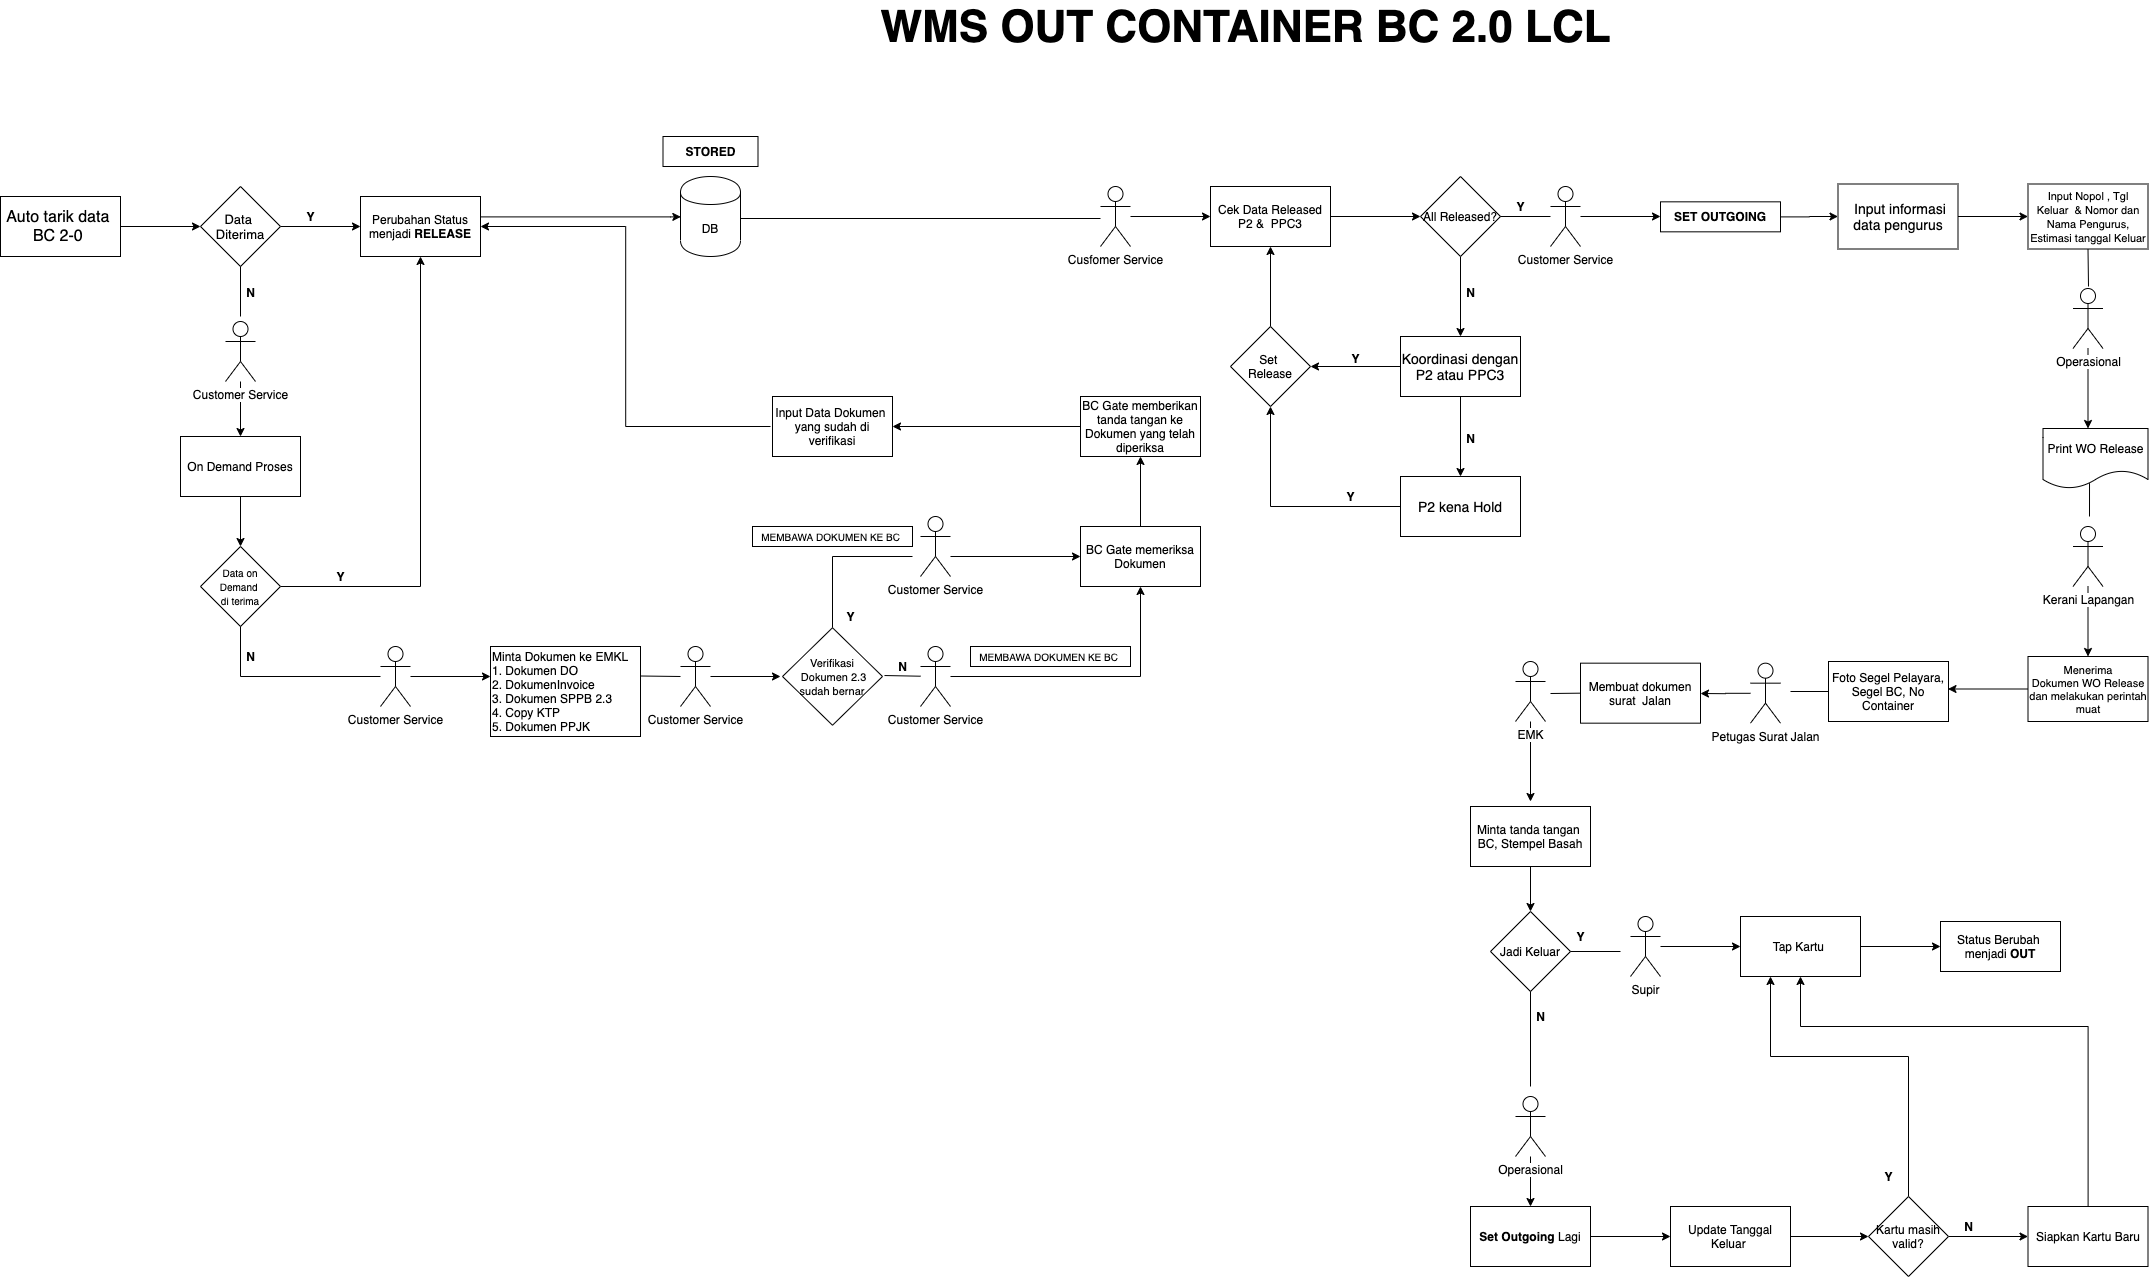 WMS OUT CONTAINER BC 2.0 LCL
STORED
Auto tarik data
BC 2-0
Data
Diterima
Y
Perubahan Status
menjadi RELEASE
DB
Cusfomer Service
Cek Data Released
P2 & PPC3
All Released?
Y
Customer Service
SET OUTGOING
Input informasi
data pengurus
Input Nopol , Tgl
Keluar & Nomor dan
Nama Pengurus,
Estimasi tanggal Keluar
N
Customer Service
On Demand Proses
Data on
Demand
di terima
Y
N
Customer Service
Minta Dokumen ke EMKL
1. Dokumen DO
2. DokumenInvoice
3. Dokumen SPPB 2.3
4. Copy KTP
5. Dokumen PPJK
Customer Service
Verifikasi
Dokumen 2.3
sudah bernar
Y
MEMBAWA DOKUMEN KE BC
Customer Service
N
Customer Service
MEMBAWA DOKUMEN KE BC
BC Gate memeriksa
Dokumen
BC Gate memberikan
tanda tangan ke
Dokumen yang telah
diperiksa
Input Data Dokumen
yang sudah di
verifikasi
N
Koordinasi dengan
P2 atau PPC3
Y
Set
Release
N
P2 kena Hold
Y
Operasional
Print WO Release
Kerani Lapangan
Menerima
Dokumen WO Release
dan melakukan perintah
muat
Foto Segel Pelayara,
Segel BC, No
Container
Petugas Surat Jalan
Membuat dokumen
surat Jalan
EMK
Minta tanda tangan
BC, Stempel Basah
Jadi Keluar
Y
Supir
Tap Kartu
Status Berubah
menjadi OUT
N
Operasional
Set Outgoing Lagi
Update Tanggal
Keluar
Kartu masih
valid?
Y
N
Siapkan Kartu Baru